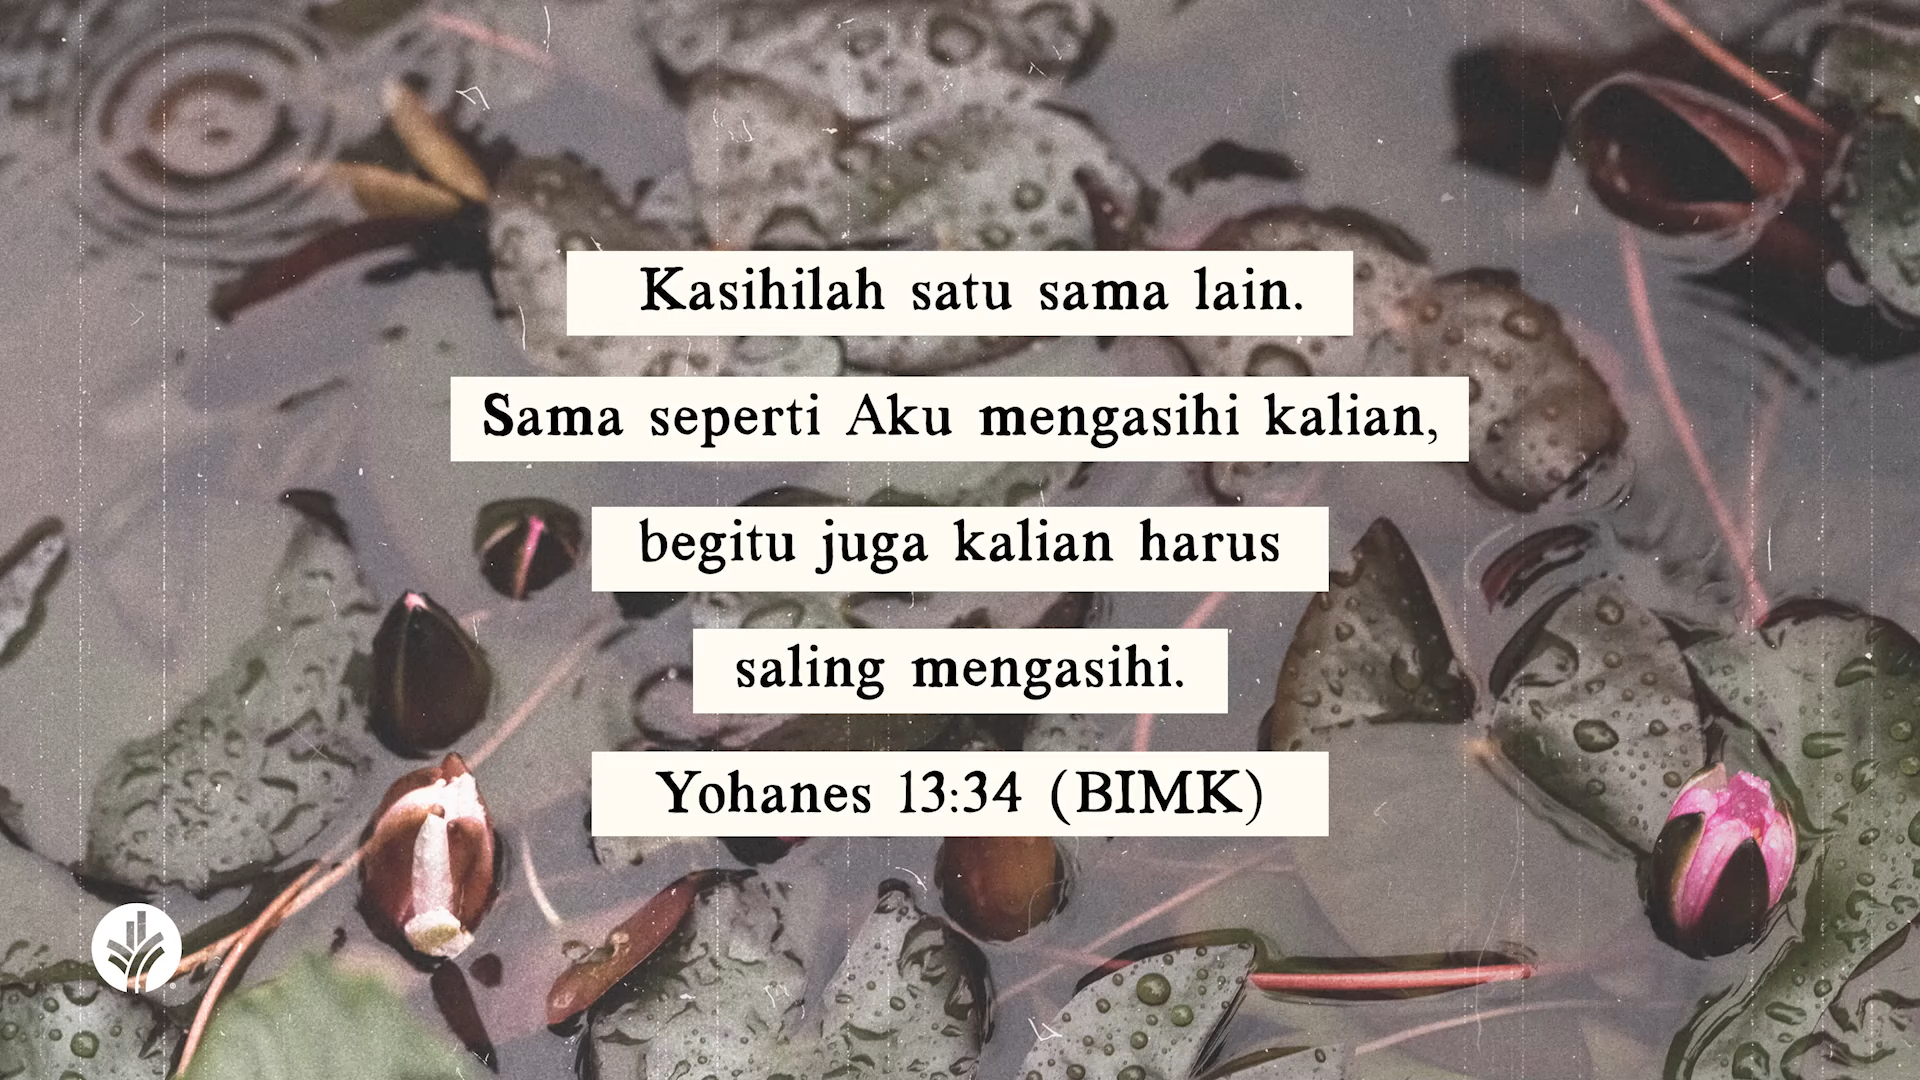 Kasihilah satu sama lain.
Sama seperti Aku mengasihi kalian,
begitu juga kalian harus
saling mengasihi.
Yohanes 13:34 (BIMK)